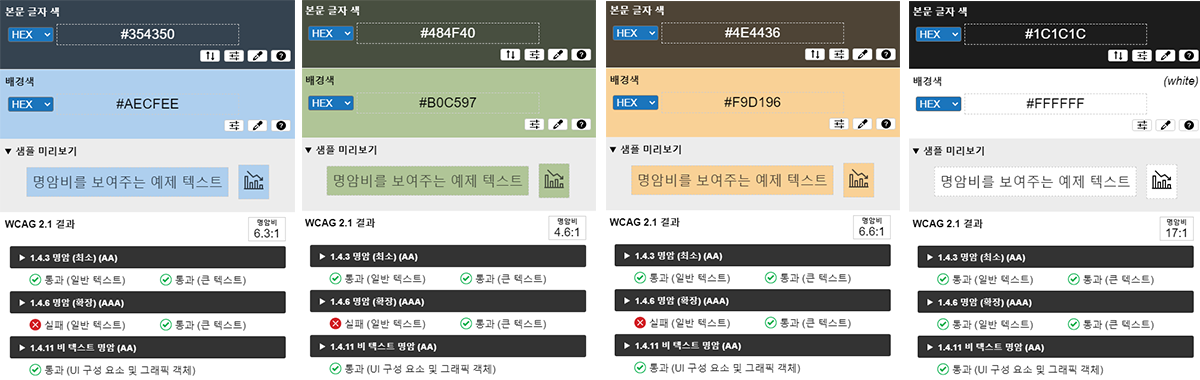 본문 글자 색
HEX
#354350
배경색
HEX
#AECFEE
▼ 샘플 미리보기
명암비를 보여주는 예제 텍스트
WCAG 2.1 결과
명암비
6.3:1
▶ 1.4.3 명암 (최소) (AA)
통과 (일반 텍스트) 통과 (큰 텍스트)
▶ 1.4.6 명암 (확장) (AAA)
실패 (일반 텍스트) 통과 (큰 텍스트)
▶ 1.4.11 비 텍스트 명암 (AA)
통과 (UI 구성 요소 및 그래픽 객체)
본문 글자 색
HEX
#484F40
배경색
HEX
#B0C597
▼ 샘플 미리보기
명암비를 보여주는 예제 텍스트
WCAG 2.1 결과
명암비
4.6:1
▶ 1.4.3 명암 (최소) (AA)
통과 (일반 텍스트) 통과 (큰 텍스트)
▶ 1.4.6 명암 (확장) (AAA)
실패 (일반 텍스트) 통과 (큰 텍스트)
▶ 1.4.11 비 텍스트 명암 (AA)
통과 (UI 구성 요소 및 그래픽 객체)
본문 글자 색
HEX
#4E4436
배경색
HEX
#F9D196
▼ 샘플 미리보기
명암비를 보여주는 예제 텍스트
WCAG 2.1 결과
명암비
6.6:1
▶ 1.4.3 명암 (최소) (AA)
통과 (일반 텍스트) 통과 (큰 텍스트)
▶ 1.4.6 명암 (확장) (AAA)
실패 (일반 텍스트) 통과 (큰 텍스트)
▶ 1.4.11 비 텍스트 명암 (AA)
통과 (UI 구성 요소 및 그래픽 객체)
본문 글자 색
HEX
#1C1C1C
배경색 (white)
HEX
#FFFFFF
▼ 샘플 미리보기
명암비를 보여주는 예제 텍스트
WCAG 2.1 결과
명암비
17:1
▶ 1.4.3 명암 (최소) (AA)
통과 (일반 텍스트) 통과 (큰 텍스트)
▶ 1.4.6 명암 (확장) (AAA)
통과 (일반 텍스트) 통과 (큰 텍스트)
▶ 1.4.11 비 텍스트 명암 (AA)
통과 (UI 구성 요소 및 그래픽 객체)